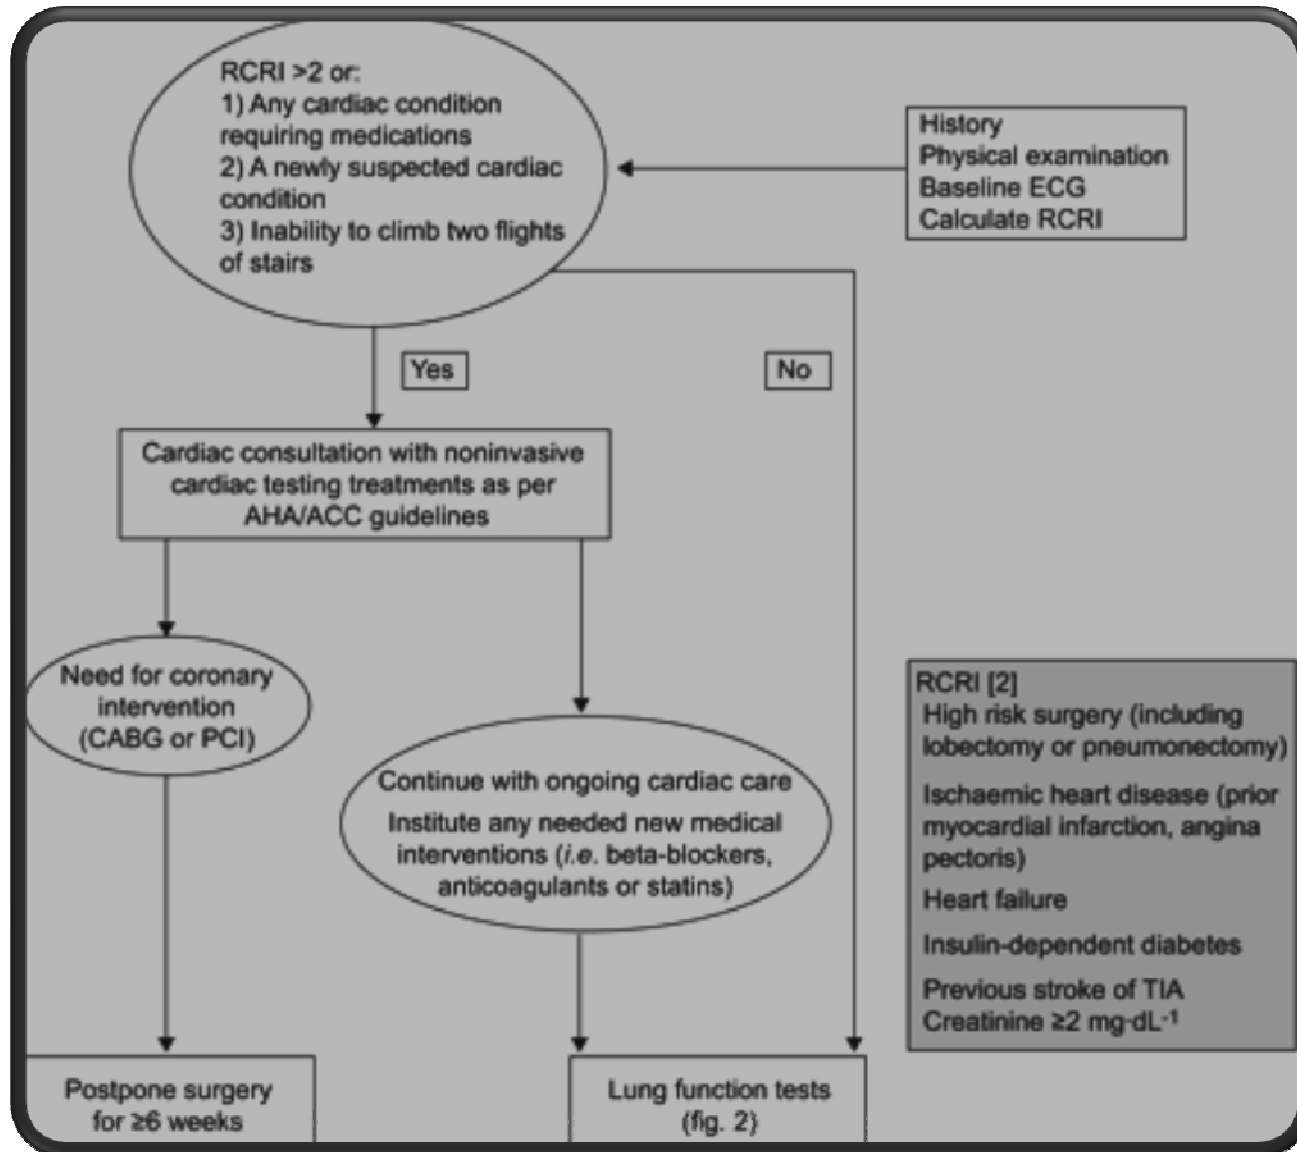 RCRI >2 or:
1) Any cardiac condition
requiring medications
2) A newly suspected cardiac
condition
3) Inability to climb two flights
of stairs
History
Physical examination
Baseline ECG
Calculate RCRI
Yes
No
Cardiac consultation with noninvasive
cardiac testing treatments as per
AHA/ACC guidelines
Need for coronary
intervention
(CABG or PCI)
Continue with ongoing cardiac care
Institute any needed new medical
interventions (i.e. beta-blockers,
anticoagulants or statins)
RCRI [2]
High risk surgery (including
lobectomy or pneumonectomy)
Ischaemic heart disease (prior
myocardial infarction, angina
pectoris)
Heart failure
Insulin-dependent diabetes
Previous stroke of TIA
Creatinine ≥2 mg·dL⁻¹
Postpone surgery
for ≥6 weeks
Lung function tests
(fig. 2)